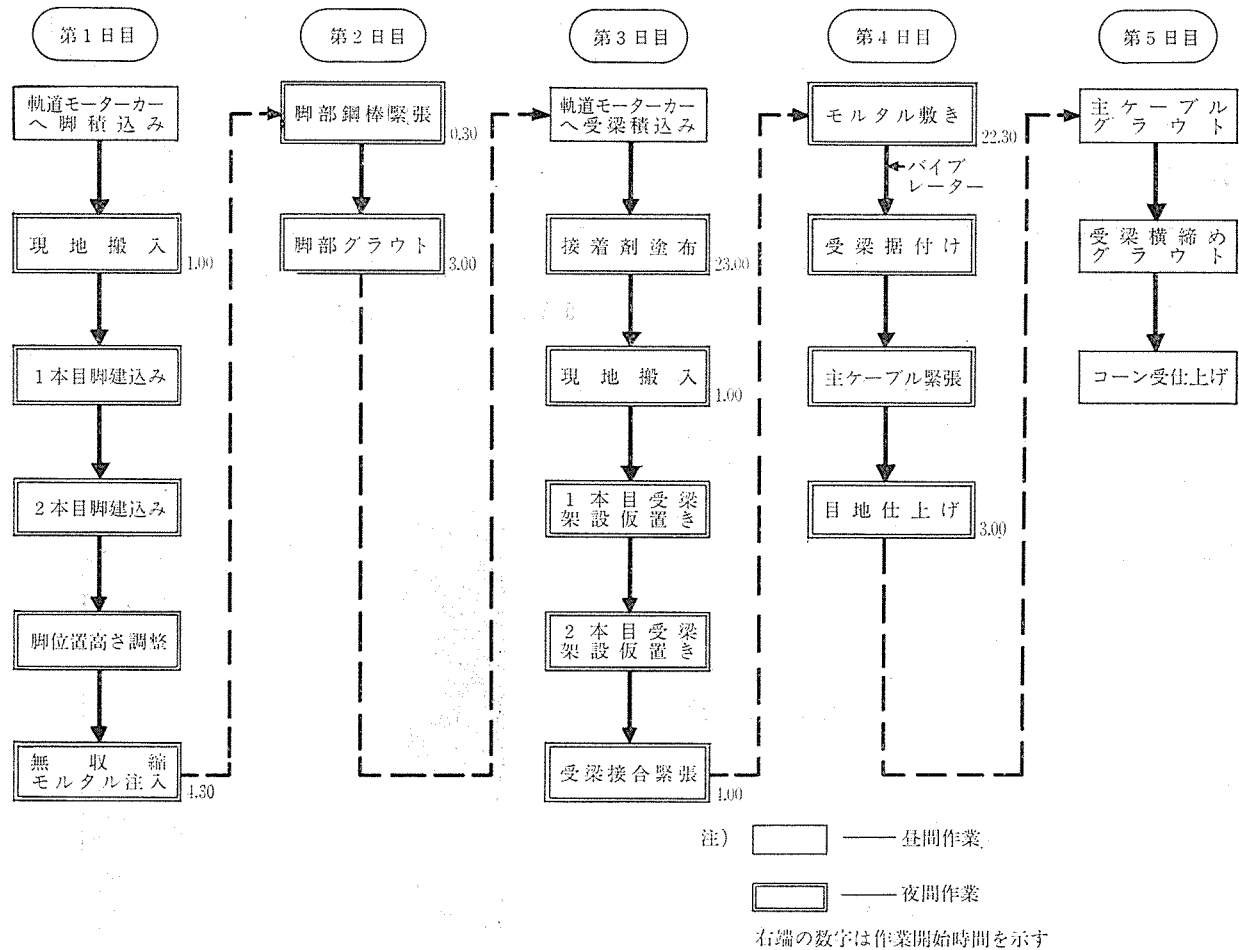 第1日目
軌道モーターカー
へ脚積込み
現地搬入
1.00
1本目脚建込み
2本目脚建込み
脚位置高さ調整
無収縮
モルタル注入
4.30
第2日目
脚部鋼棒緊張
0.30
脚部グラウト
3.00
第3日目
軌道モーターカー
へ受梁積込み
接着剤塗布
23.00
現地搬入
1.00
1本目受梁
架設仮置き
2本目受梁
架設仮置き
受梁接合緊張
4.00
第4日目
モルタル敷き
22.30
バイブ
レーター
受梁据付け
主ケーブル緊張
目地仕上げ
3.00
第5日目
主ケーブル
グラウト
受梁横締め
グラウト
コーン受仕上げ
注)
昼間作業
夜間作業
右端の数字は作業開始時間を示す